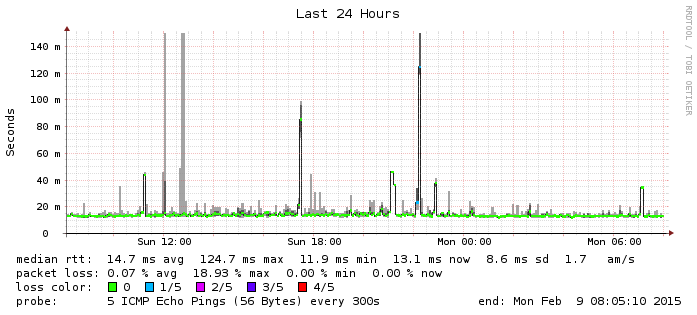 Last 24 Hours
RRDTOOL / TOBI OETIKER
Seconds
140 m
120 m
100 m
80 m
60 m
40 m
20 m
0
Sun 12:00 Sun 18:00 Mon 00:00 Mon 06:00
median rtt: 14.7 ms avg 124.7 ms max 11.9 ms min 13.1 ms now 8.6 ms sd 1.7 am/s
packet loss: 0.07 % avg 18.93 % max 0.00 % min 0.00 % now
loss color: 0 1/5 2/5 3/5 4/5
probe: 5 ICMP Echo Pings (56 Bytes) every 300s end: Mon Feb 9 08:05:10 2015